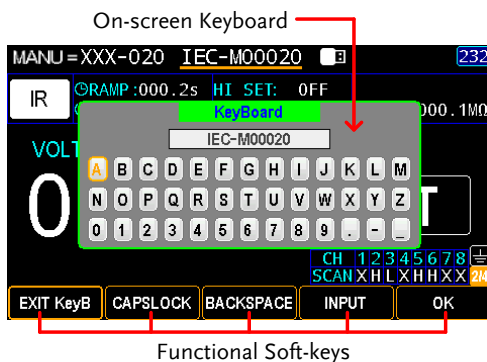 On-screen Keyboard
MANU=XXX-020 IEC-M00020 232
IR RAMP:000.2s HI SET: OFF
KeyBoard 000.1MΩ
IEC-M00020
VOLT
A B C D E F G H I J K L M
N O P Q R S T U V W X Y Z
0 1 2 3 4 5 6 7 8 9 . - _
0 T
CH 1 2 3 4 5 6 7 8
SCAN X H L X H H X X 2/4
EXIT KeyB CAPSLOCK BACKSPACE INPUT OK
Functional Soft-keys